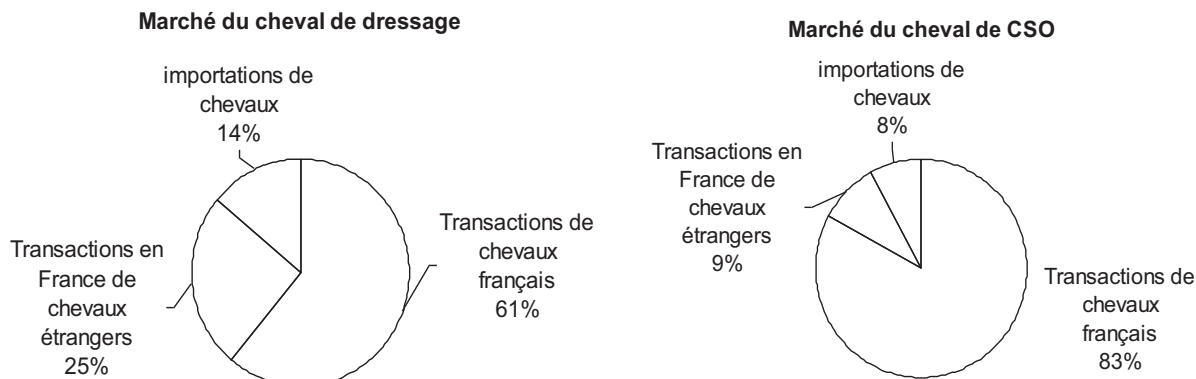 Marché du cheval de dressage
importations de
chevaux
14%
Transactions en
France de
chevaux
étrangers
25%
Transactions de
chevaux
français
61%
Marché du cheval de CSO
importations de
chevaux
8%
Transactions en
France de
chevaux
étrangers
9%
Transactions de
chevaux
français
83%